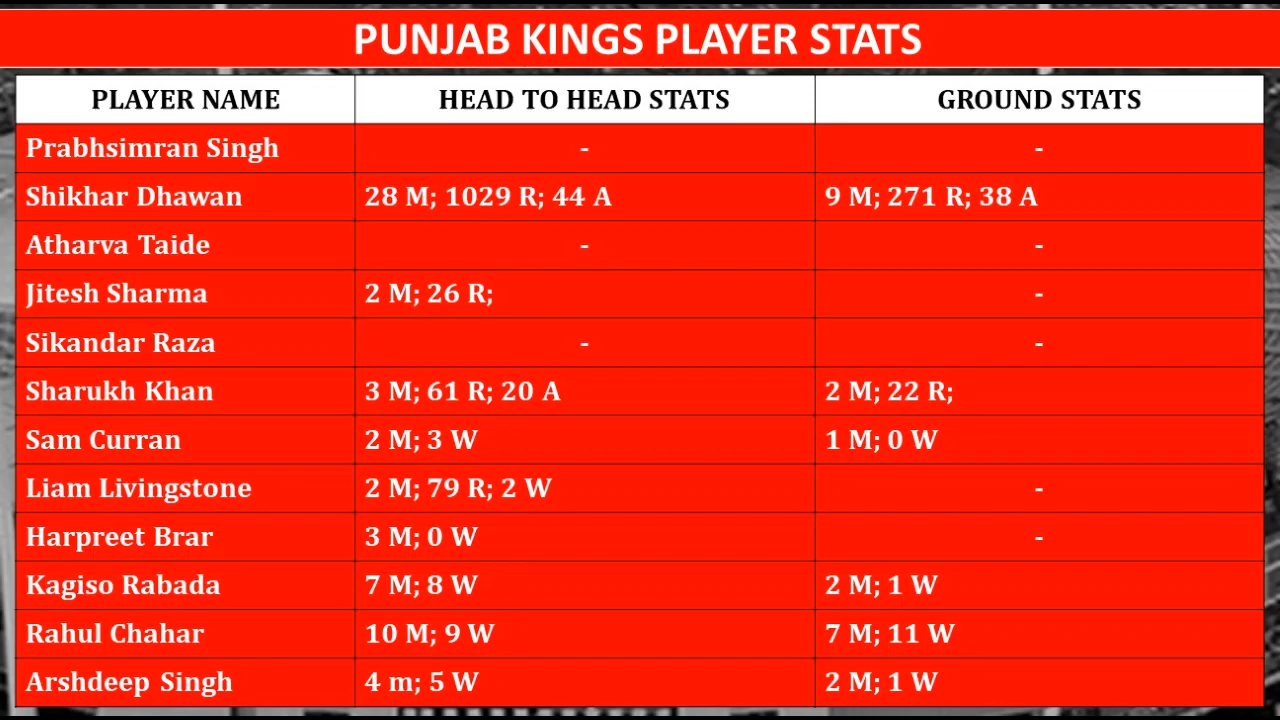 PUNJAB KINGS PLAYER STATS
PLAYER NAME HEAD TO HEAD STATS GROUND STATS
Prabhsimran Singh - -
Shikhar Dhawan 28 M; 1029 R; 44 A 9 M; 271 R; 38 A
Atharva Taide - -
Jitesh Sharma 2 M; 26 R; -
Sikandar Raza - -
Sharukh Khan 3 M; 61 R; 20 A 2 M; 22 R;
Sam Curran 2 M; 3 W 1 M; 0 W
Liam Livingstone 2 M; 79 R; 2 W -
Harpreet Brar 3 M; 0 W -
Kagiso Rabada 7 M; 8 W 2 M; 1 W
Rahul Chahar 10 M; 9 W 7 M; 11 W
Arshdeep Singh 4 m; 5 W 2 M; 1 W